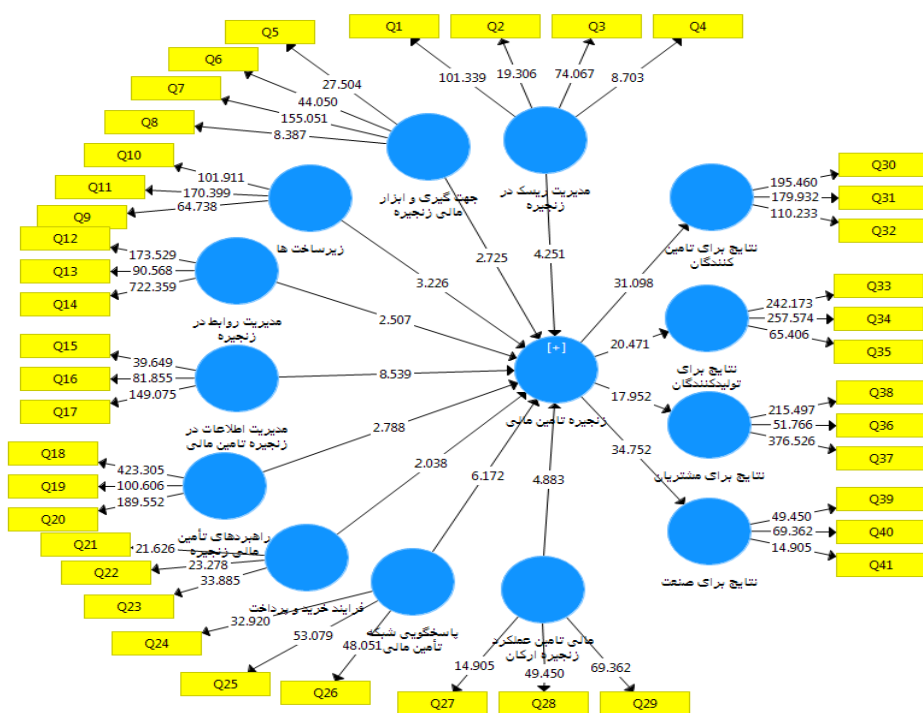 Q1
Q2
Q3
Q4
Q5
Q6
Q7
Q8
101.339
19.306
74.067
8.703
27.504
44.050
155.051
8.387
Q10
Q11
Q9
101.911
170.399
64.738
جهت گیری و ابزار
مالی زنجیره
مدیریت ریسک در
زنجیره
زیرساخت ها
Q12
Q13
Q14
173.529
90.568
722.359
مدیریت روابط در
زنجیره
2.725
4.251
3.226
2.507
Q15
Q16
Q17
39.649
81.855
149.075
8.539
مدیریت اطلاعات در
زنجیره تامین مالی
[+]
زنجیره تامین مالی
Q18
Q19
Q20
423.305
100.606
189.552
2.788
راهبردهای تأمین
مالی زنجیره
Q21
Q22
Q23
21.626
23.278
33.885
2.038
فرایند خرید و پرداخت
Q24
Q25
Q26
32.920
53.079
48.051
6.172
پاسخگویی شبکه
تأمین مالی
4.883
مالی تامین عملکرد
زنجیره ارکان
14.905
49.450
69.362
Q27
Q28
Q29
31.098
20.471
17.952
34.752
195.460
179.932
110.233
Q30
Q31
Q32
نتایج برای تامین
کنندگان
242.173
257.574
65.406
Q33
Q34
Q35
نتایج برای
تولیدکنندگان
215.497
51.766
376.526
Q38
Q36
Q37
نتایج برای مشتریان
49.450
69.362
14.905
Q39
Q40
Q41
نتایج برای صنعت